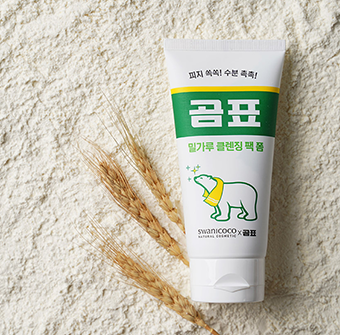 피지 쏙쏙! 수분 촉촉!
곰표
밀가루 클렌징 팩 폼
swanicoco x 곰표
NATURAL COSMETIC